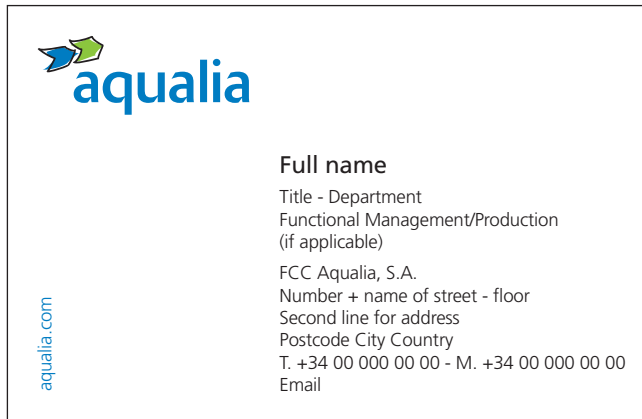 aqualia
Full name
Title - Department
Functional Management/Production
(if applicable)
FCC Aqualia, S.A.
Number + name of street - floor
Second line for address
Postcode City Country
T. +34 00 000 00 00 - M. +34 00 000 00 00
Email
aqualia.com